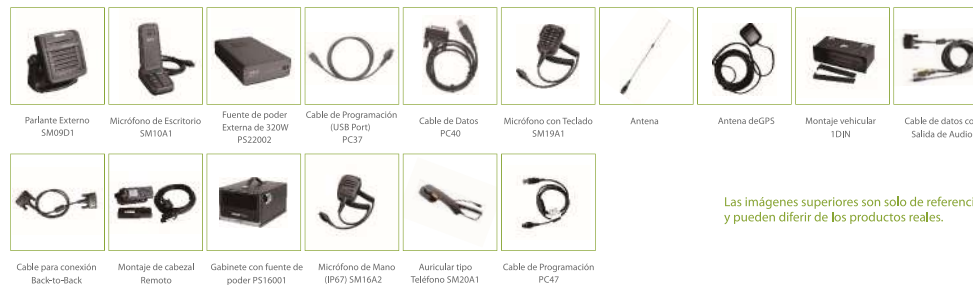 Parlante Externo
SM09D1
Micrófono de Escritorio
SM10A1
Fuente de poder
Externa de 320W
PS22002
Cable de Programación
(USB Port)
PC37
Cable de Datos
PC40
Micrófono con Teclado
SM19A1
Antena
Antena deGPS
Montaje vehicular
1DIN
Cable de datos co
Salida de Audio
Las imágenes superiores son solo de referenci
y pueden diferir de los productos reales.
Cable para conexión
Back-to-Back
Montaje de cabezal
Remoto
Gabinete con fuente de
poder PS16001
Micrófono de Mano
(IP67) SM16A2
Auricular tipo
Teléfono SM20A1
Cable de Programación
PC47